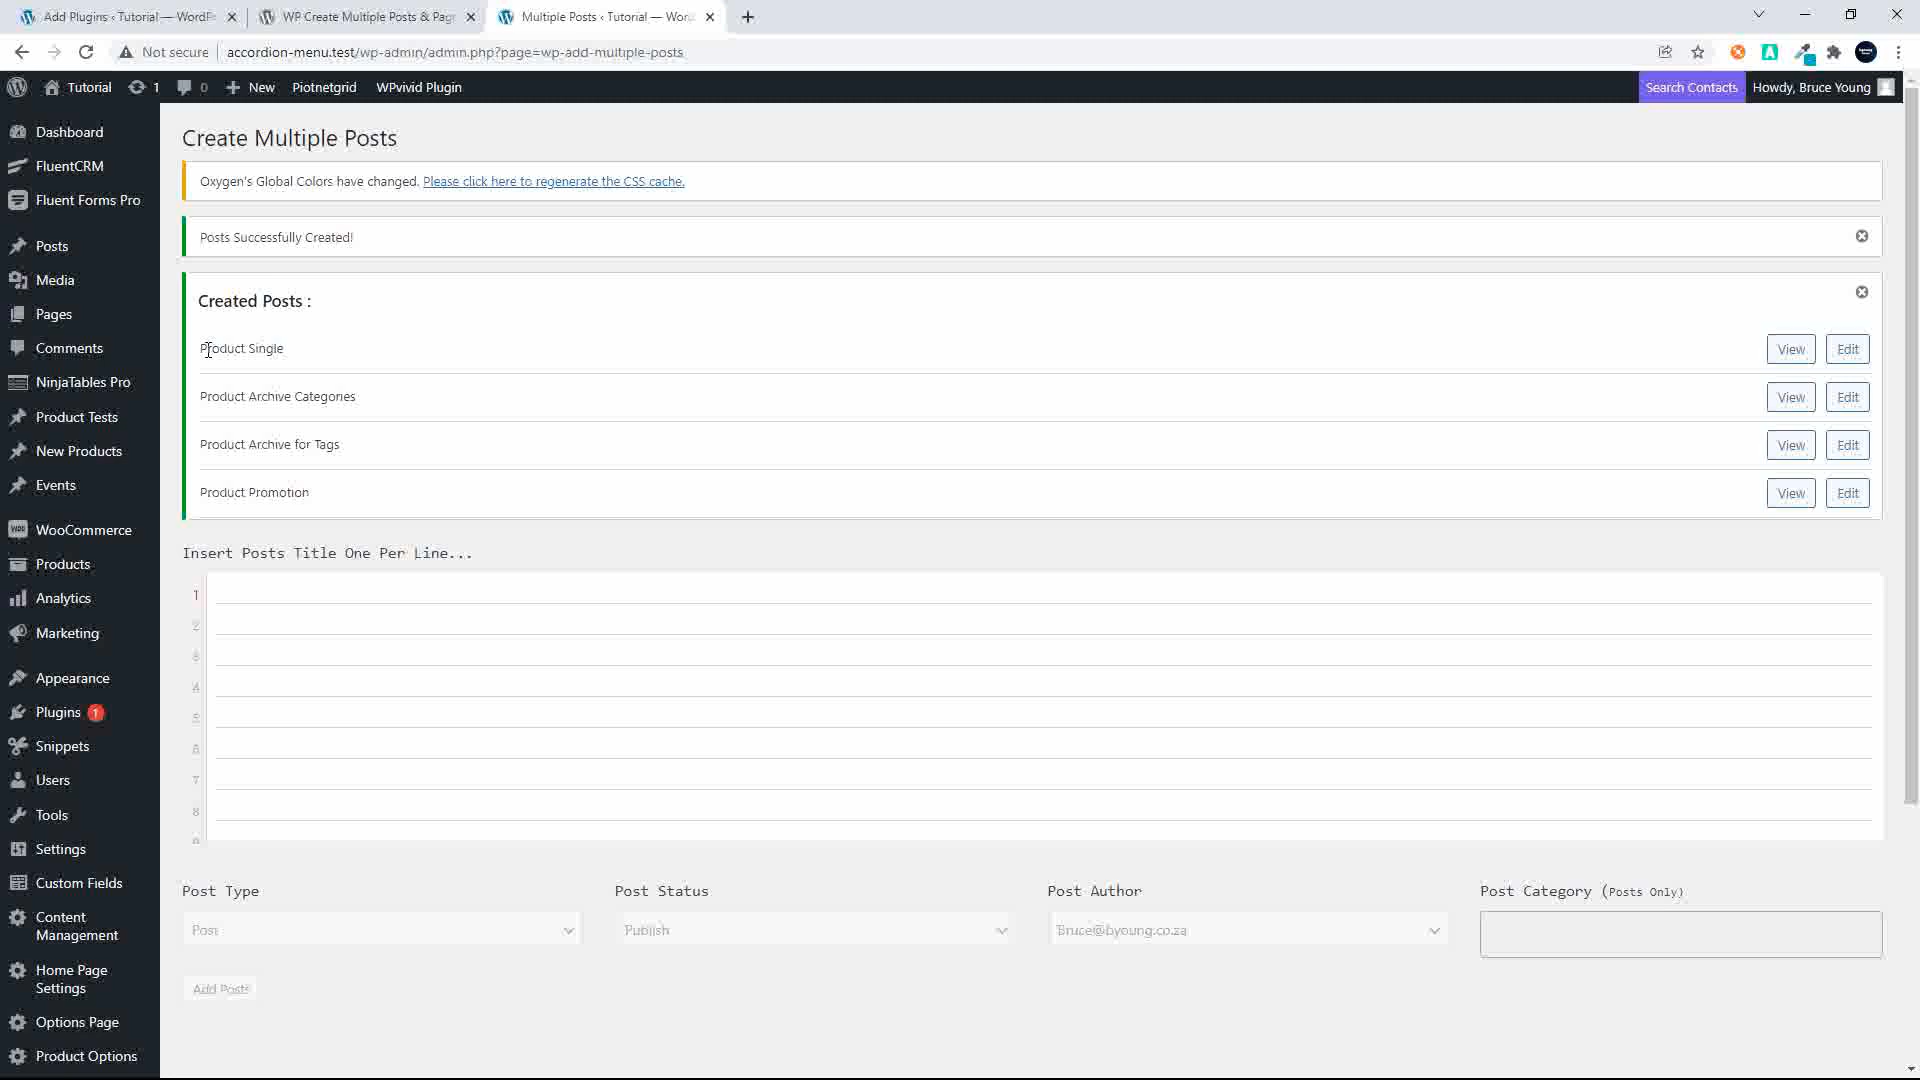 Add Plugins ‹ Tutorial — WordPr
WP Create Multiple Posts & Page
Multiple Posts ‹ Tutorial — Word
Not secure
accordion-menu.test/wp-admin/admin.php?page=wp-add-multiple-posts
Tutorial
1
0
New
Piotnetgrid
WPvivid Plugin
Search Contacts
Howdy, Bruce Young
Dashboard
FluentCRM
Fluent Forms Pro
Posts
Media
Pages
Comments
NinjaTables Pro
Product Tests
New Products
Events
WooCommerce
Products
Analytics
Marketing
Appearance
Plugins 1
Snippets
Users
Tools
Settings
Custom Fields
Content
Management
Home Page
Settings
Options Page
Product Options
Create Multiple Posts
Oxygen's Global Colors have changed. Please click here to regenerate the CSS cache.
Posts Successfully Created!
Created Posts :
Product Single View Edit
Product Archive Categories View Edit
Product Archive for Tags View Edit
Product Promotion View Edit
Insert Posts Title One Per Line...
1
2
3
4
5
6
7
8
9
Post Type Post Status Post Author Post Category (Posts Only)
Post Publish Bruce@byoung.co.za
Add Posts